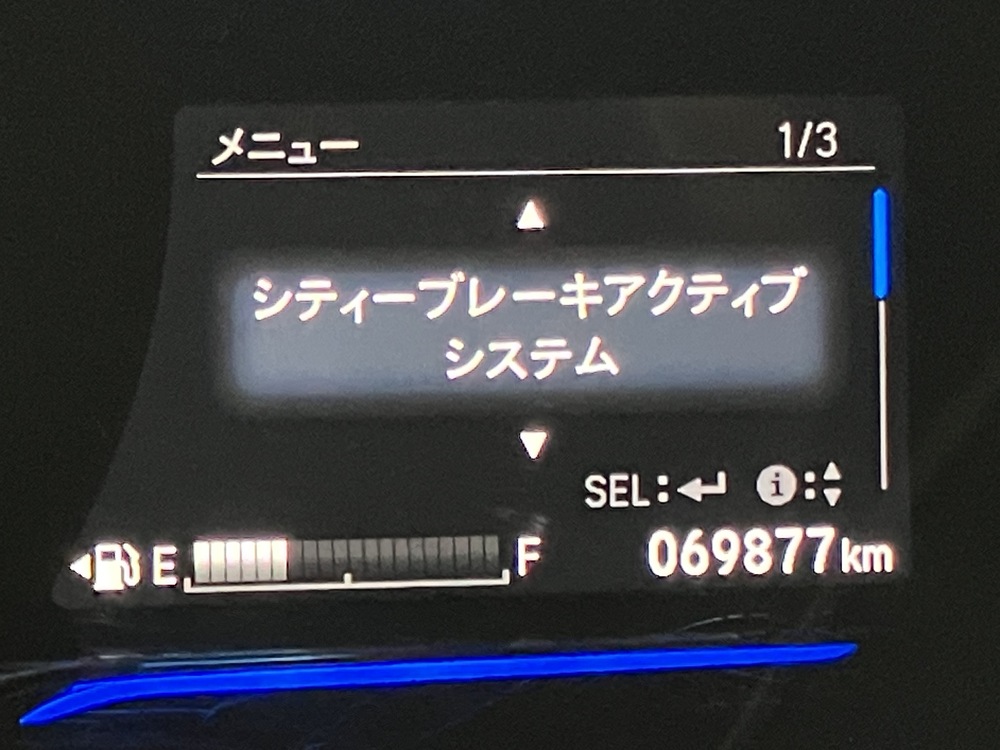 メニュー 1/3
▲
シティーブレーキアクティブ
システム
▼
SEL:↵ i:▲▼
E F 069877km